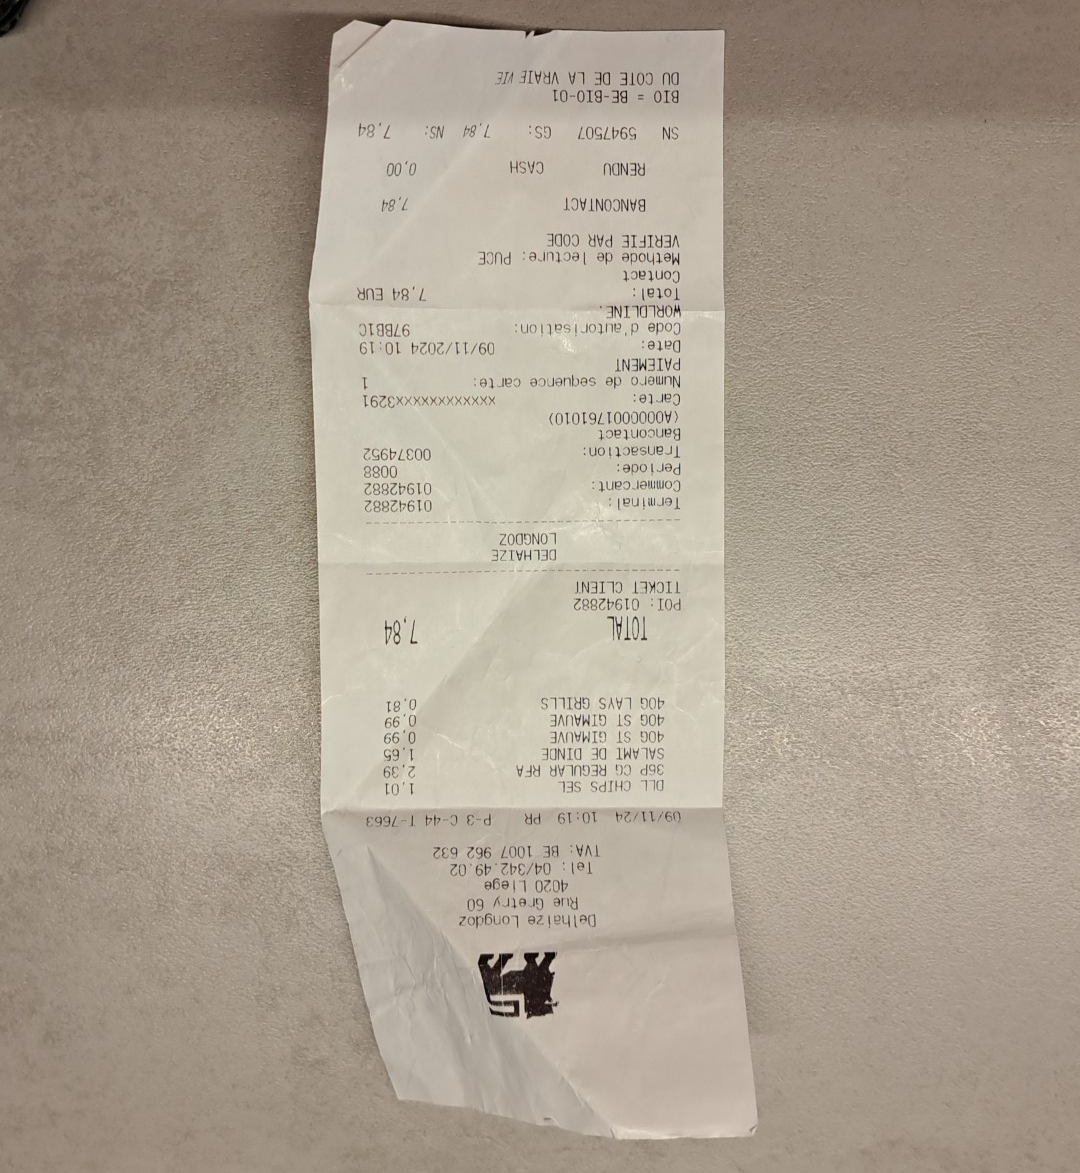 Delhaize Longdoz
Rue Gretry 60
4020 Liege
Tel: 04/342.49.02
TVA: BE 1007 962 632
09/11/24 10:19 PR P-3 C-44 T-7663
DLL CHIPS SEL 1,01
36P CG REGULAR RFA 2,39
SALAMI DE DINDE 1,65
40G ST GIMAUVE 0,99
40G ST GIMAUVE 0,99
40G LAYS GRILLS 0,81
TOTAL 7,84
POI: 01942882
TICKET CLIENT
DELHAIZE
LONGDOZ
Terminal: 01942882
Commercant: 01942882
Periode: 0088
Transaction: 00374952
Bancontact
(A0000001761010)
Carte: xxxxxxxxxxxxx3291
Numero de sequence carte: 1
PAIEMENT
Date: 09/11/2024 10:19
Code d'autorisation: 97BB1C
WORLDLINE.
Total: 7,84 EUR
Contact
Methode de lecture: PUCE
VERIFIE PAR CODE
BANCONTACT 7,84
RENDU CASH 0,00
SN 5947507 GS: 7,84 NS: 7,84
BIO = BE-BIO-01
DU COTE DE LA VRAIE VIE